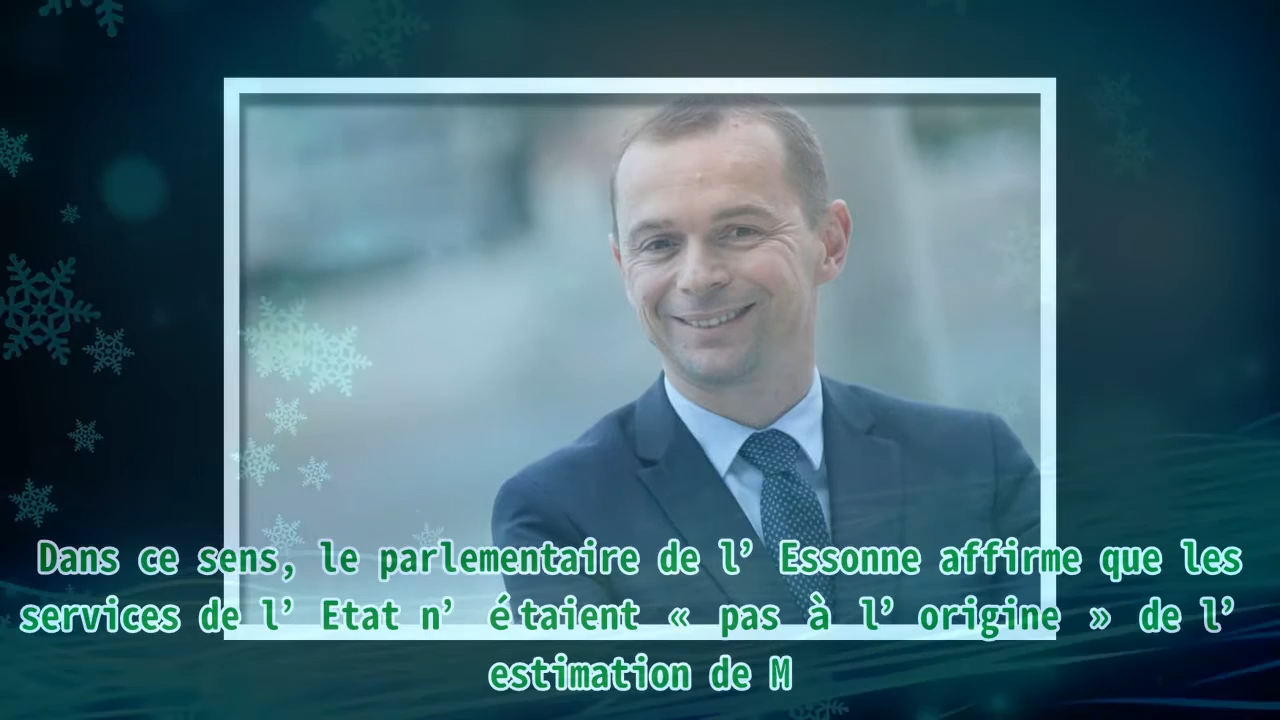 Dans ce sens, le parlementaire de l’ Essonne affirme que les
services de l’ Etat n’ étaient « pas à l’ origine » de l’
estimation de M